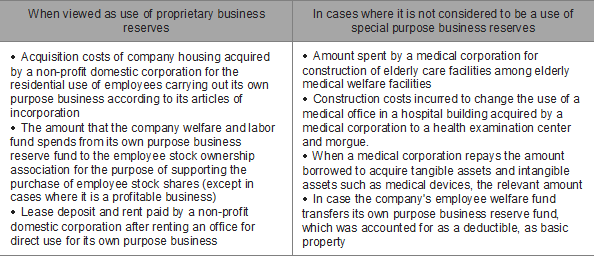 When viewed as use of proprietary business
reserves
• Acquisition costs of company housing acquired
by a non-profit domestic corporation for the
residential use of employees carrying out its own
purpose business according to its articles of
incorporation
• The amount that the company welfare and labor
fund spends from its own purpose business
reserve fund to the employee stock ownership
association for the purpose of supporting the
purchase of employee stock shares (except in
cases where it is a profitable business)
• Lease deposit and rent paid by a non-profit
domestic corporation after renting an office for
direct use for its own purpose business
In cases where it is not considered to be a use of
special purpose business reserves
• Amount spent by a medical corporation for
construction of elderly care facilities among elderly
medical welfare facilities
• Construction costs incurred to change the use of a
medical office in a hospital building acquired by a
medical corporation to a health examination center
and morgue.
• When a medical corporation repays the amount
borrowed to acquire tangible assets and intangible
assets such as medical devices, the relevant amount
• In case the company's employee welfare fund
transfers its own purpose business reserve fund,
which was accounted for as a deductible, as basic
property